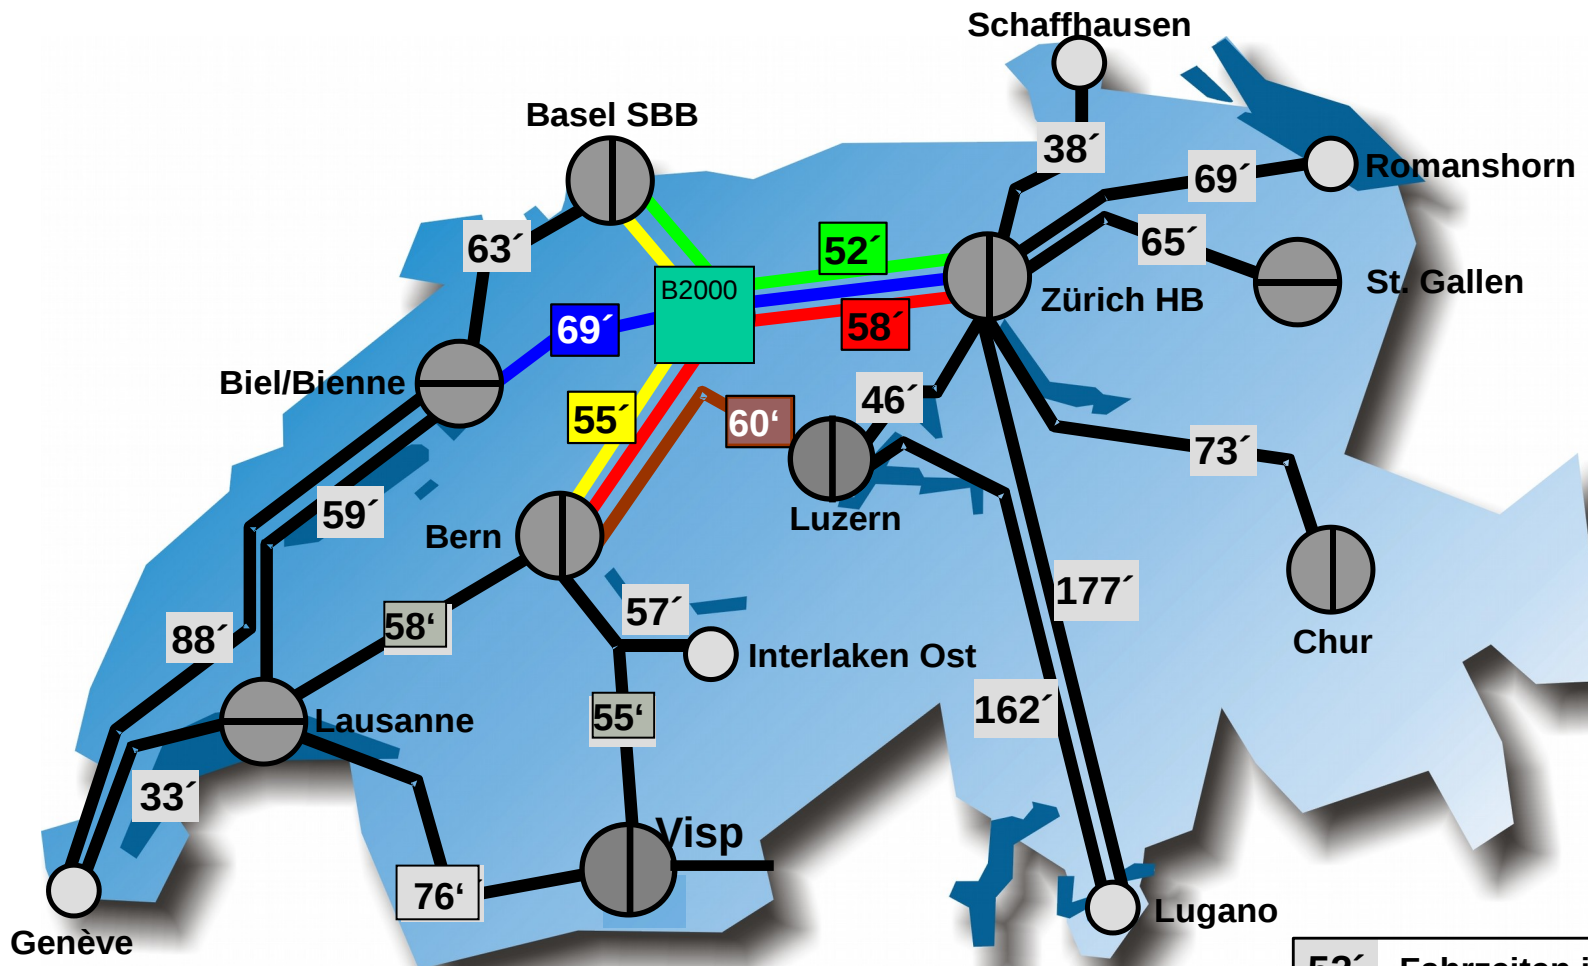 Schaffhausen
Basel SBB
38´
69´
Romanshorn
63´
52´
65´
B2000
St. Gallen
Zürich HB
69´
58´
Biel/Bienne
46´
55´
60‘
73´
59´
Luzern
Bern
177´
57´
88´
58‘
Chur
Interlaken Ost
162´
55‘
Lausanne
33´
Visp
76‘
Lugano
Genève